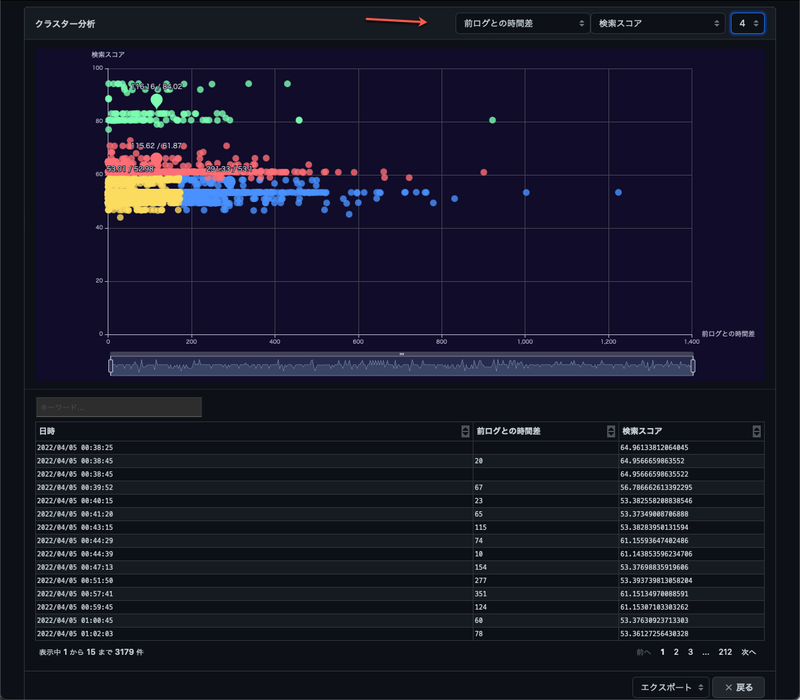 クラスター分析
前ログとの時間差 検索スコア 4
検索スコア
100
80
60
40
20
0
116.16 / 84.02
115.62 / 61.87
53.01 / 52.98
0 200 400 600 800 1,000 1,200 1,400
前ログとの時間差
キーワード...
日時 前ログとの時間差 検索スコア
2022/04/05 00:38:25 64.96133812064045
2022/04/05 00:38:45 20 64.9566659863552
2022/04/05 00:38:45 64.95666598635522
2022/04/05 00:39:52 67 56.786662613392295
2022/04/05 00:40:15 23 53.382558208838546
2022/04/05 00:41:20 65 53.37349008706888
2022/04/05 00:43:15 115 53.38283950131594
2022/04/05 00:44:29 74 61.15593647402486
2022/04/05 00:44:39 10 61.143853596234706
2022/04/05 00:47:13 154 53.37698835919606
2022/04/05 00:51:50 277 53.393739813058204
2022/04/05 00:57:41 351 61.15134970088591
2022/04/05 00:59:45 124 61.15307103303262
2022/04/05 01:00:45 60 53.37630923713303
2022/04/05 01:02:03 78 53.36127256430328
表示中 1 から 15 まで 3179 件
前へ 1 2 3 ... 212 次へ
エクスポート × 戻る